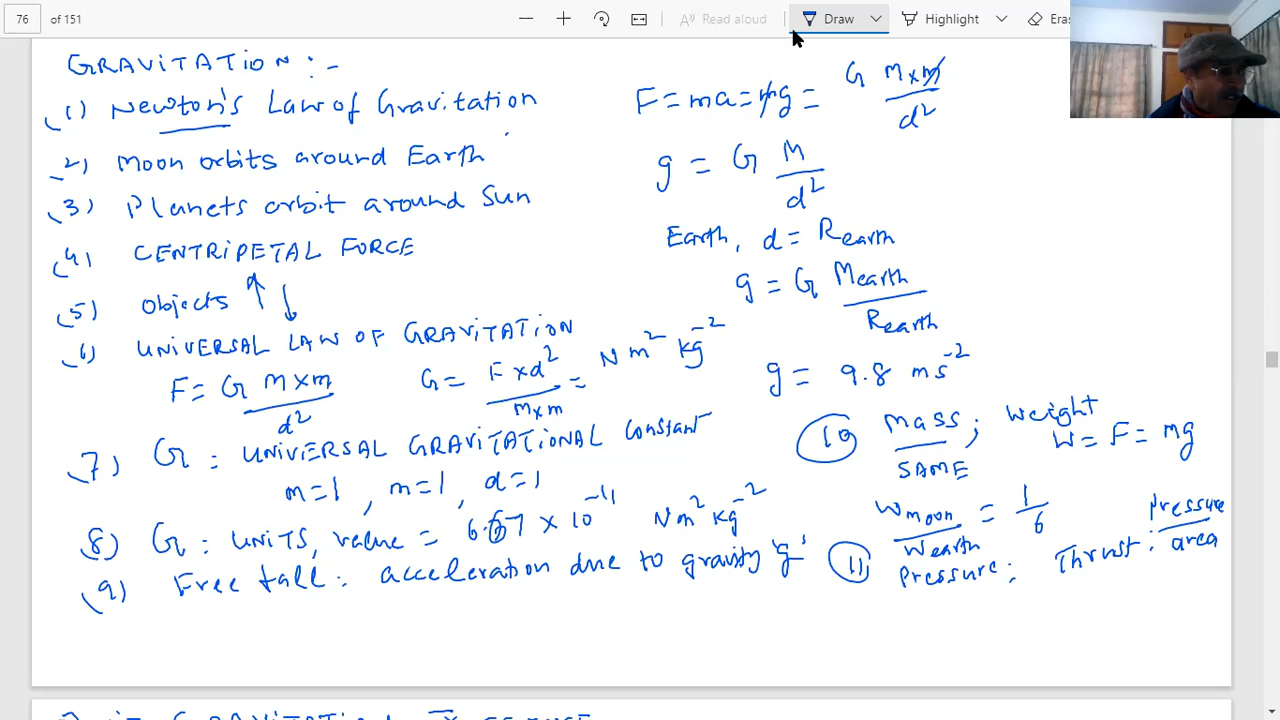 76 of 151 Read aloud Draw Highlight Eras
GRAVITATION :-
(1) Newton's Law of Gravitation
(2) Moon orbits around Earth
(3) Planets orbit around Sun
(4) CENTRIPETAL FORCE
(5) Objects ↑ ↓
(6) UNIVERSAL LAW OF GRAVITATION
F = G M×m / d² G = F×d² / M×m = N m² kg⁻²
(7) G : UNIVERSAL GRAVITATIONAL Constant
m=1, m=1, d=1
(8) G : UNITS, value = 6.67 × 10⁻¹¹ Nm² kg⁻²
(9) Free fall : acceleration due to gravity 'g'
F = ma = mg = G M×m / d²
g = G M / d²
Earth, d = Rearth
g = G Mearth / Rearth
g = 9.8 ms⁻²
(10) Mass ; Weight
SAME W = F = mg
Wmoon / Wearth = 1/6
(11) Pressure : Thrust : pressure / area